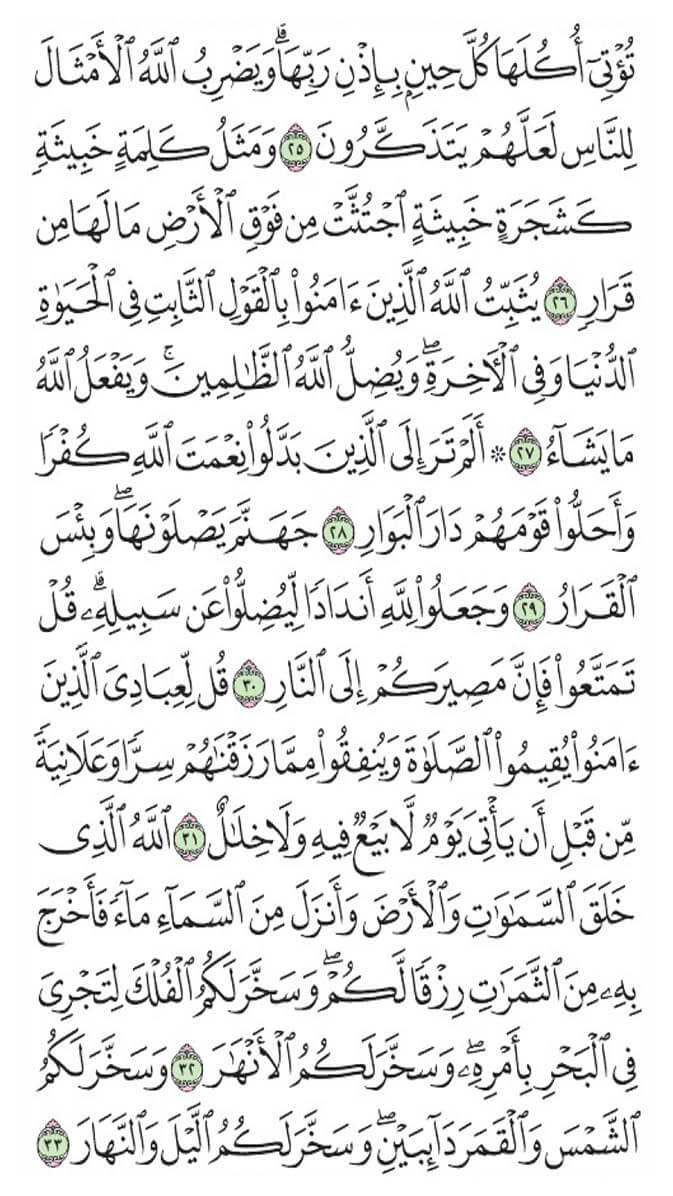 تُؤْتِىٓ أُكُلَهَا كُلَّ حِينٍۭ بِإِذْنِ رَبِّهَا ۗ وَيَضْرِبُ ٱللَّهُ ٱلْأَمْثَالَ
لِلنَّاسِ لَعَلَّهُمْ يَتَذَكَّرُونَ ٢٥ وَمَثَلُ كَلِمَةٍ خَبِيثَةٍۢ
كَشَجَرَةٍ خَبِيثَةٍ ٱجْتُثَّتْ مِن فَوْقِ ٱلْأَرْضِ مَا لَهَا مِن
قَرَارٍۢ ٢٦ يُثَبِّتُ ٱللَّهُ ٱلَّذِينَ ءَامَنُوا۟ بِٱلْقَوْلِ ٱلثَّابِتِ فِى ٱلْحَيَوٰةِ
ٱلدُّنْيَا وَفِى ٱلْءَاخِرَةِ ۖ وَيُضِلُّ ٱللَّهُ ٱلظَّـٰلِمِينَ ۚ وَيَفْعَلُ ٱللَّهُ
مَا يَشَآءُ ٢٧ ۞ أَلَمْ تَرَ إِلَى ٱلَّذِينَ بَدَّلُوا۟ نِعْمَتَ ٱللَّهِ كُفْرًۭا
وَأَحَلُّوا۟ قَوْمَهُمْ دَارَ ٱلْبَوَارِ ٢٨ جَهَنَّمَ يَصْلَوْنَهَا ۖ وَبِئْسَ
ٱلْقَرَارُ ٢٩ وَجَعَلُوا۟ لِلَّهِ أَندَادًۭا لِّيُضِلُّوا۟ عَن سَبِيلِهِۦ ۗ قُلْ
تَمَتَّعُوا۟ فَإِنَّ مَصِيرَكُمْ إِلَى ٱلنَّارِ ٣٠ قُل لِّعِبَادِىَ ٱلَّذِينَ
ءَامَنُوا۟ يُقِيمُوا۟ ٱلصَّلَوٰةَ وَيُنفِقُوا۟ مِمَّا رَزَقْنَـٰهُمْ سِرًّۭا وَعَلَانِيَةًۭ
مِّن قَبْلِ أَن يَأْتِىَ يَوْمٌۭ لَّا بَيْعٌۭ فِيهِ وَلَا خِلَـٰلٌ ٣١ ٱللَّهُ ٱلَّذِى
خَلَقَ ٱلسَّمَـٰوَٰتِ وَٱلْأَرْضَ وَأَنزَلَ مِنَ ٱلسَّمَآءِ مَآءًۭ فَأَخْرَجَ
بِهِۦ مِنَ ٱلثَّمَرَٰتِ رِزْقًۭا لَّكُمْ ۖ وَسَخَّرَ لَكُمُ ٱلْفُلْكَ لِتَجْرِىَ
فِى ٱلْبَحْرِ بِأَمْرِهِۦ ۖ وَسَخَّرَ لَكُمُ ٱلْأَنْهَـٰرَ ٣٢ وَسَخَّرَ لَكُمُ
ٱلشَّمْسَ وَٱلْقَمَرَ دَآئِبَيْنِ ۖ وَسَخَّرَ لَكُمُ ٱلَّيْلَ وَٱلنَّهَارَ ٣٣